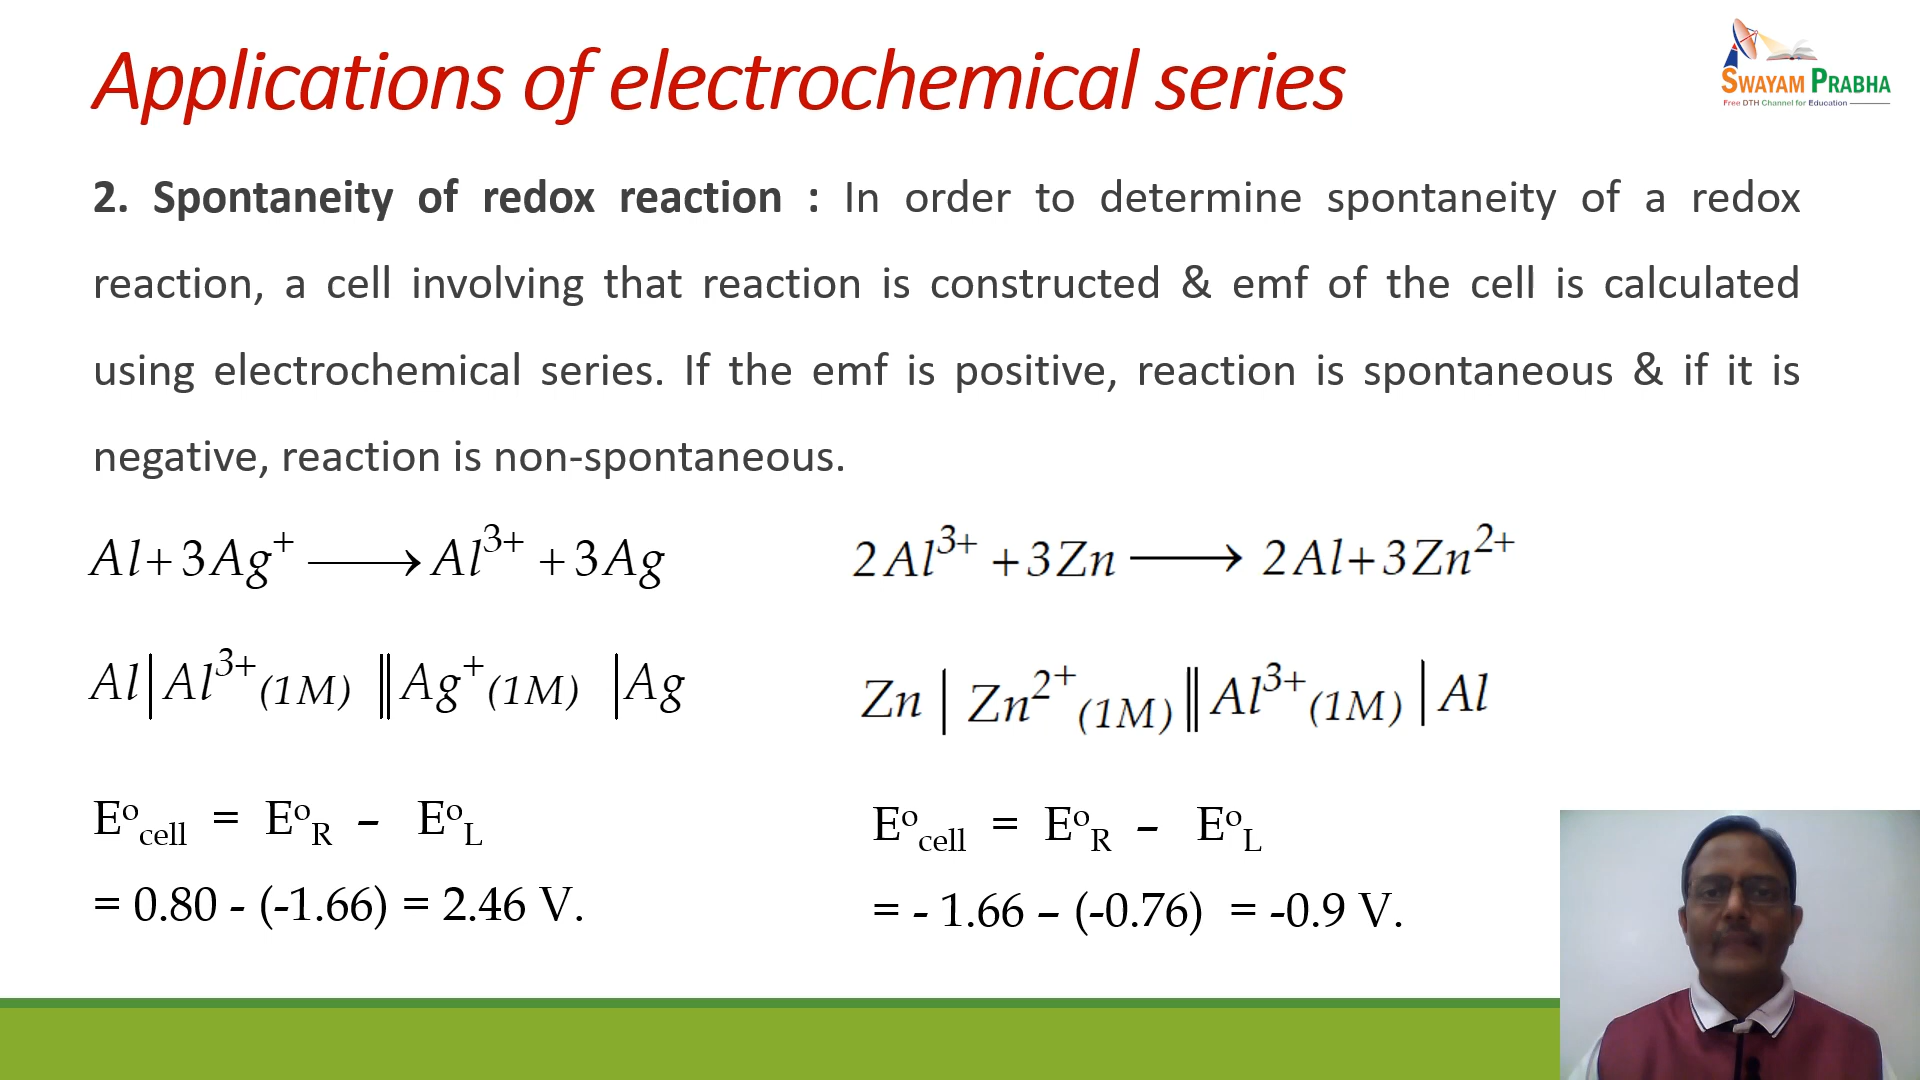 Applications of electrochemical series
SWAYAM PRABHA
Free DTH Channel for Education
2. Spontaneity of redox reaction : In order to determine spontaneity of a redox
reaction, a cell involving that reaction is constructed & emf of the cell is calculated
using electrochemical series. If the emf is positive, reaction is spontaneous & if it is
negative, reaction is non-spontaneous.
Al+3Ag⁺ ⟶ Al³⁺ +3Ag
Al|Al³⁺(1M) ‖Ag⁺(1M) |Ag
E°cell = E°R – E°L
= 0.80 - (-1.66) = 2.46 V.
2Al³⁺ +3Zn ⟶ 2Al+3Zn²⁺
Zn | Zn²⁺(1M)‖Al³⁺(1M)|Al
E°cell = E°R – E°L
= - 1.66 – (-0.76) = -0.9 V.